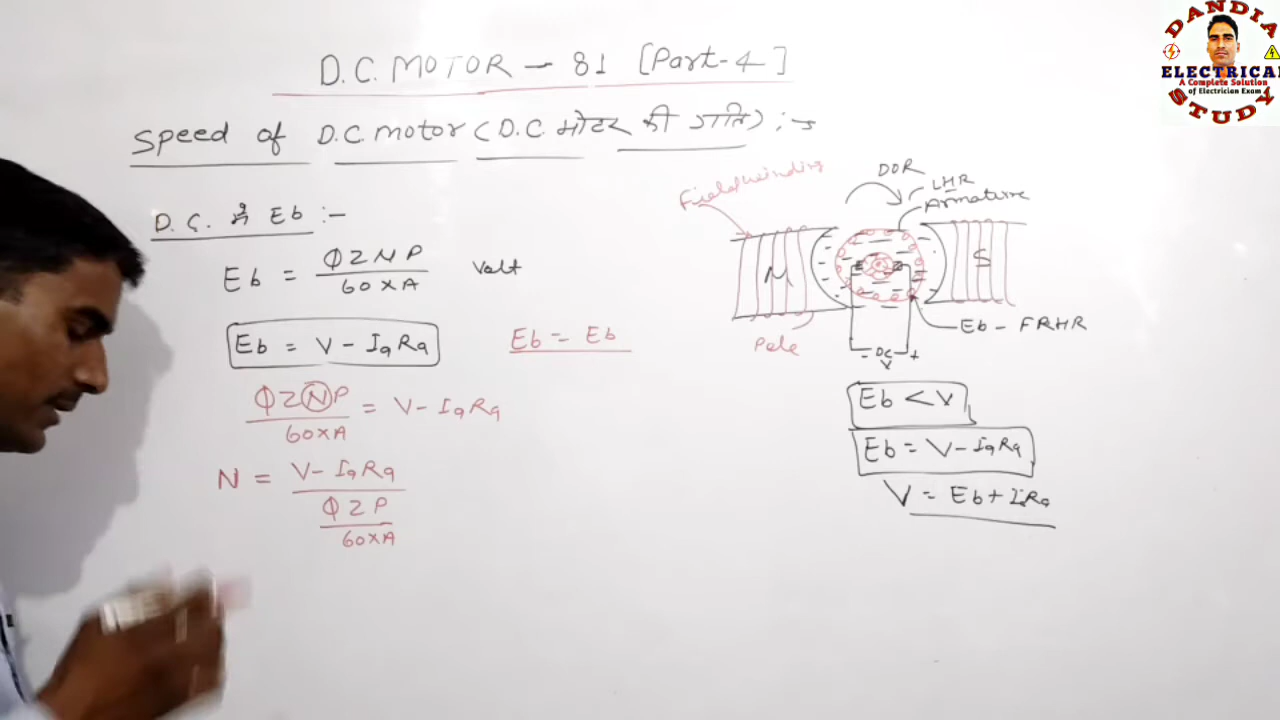 D.C. MOTOR - 81 [Part-4]
Speed of D.C. motor (D.C मोटर की गति) :→
D.C. में Eb :-
Eb = ΦZNP / 60×A Volt
Eb = V - IaRa
Eb = Eb
ΦZNP / 60×A = V - IaRa
N = V - IaRa / ΦZP / 60×A
Field winding
DOR
LHR
Armature
N
S
Pole
Eb - FRHR
- DC +
V
Eb < V
Eb = V - IaRa
V = Eb + IaRa
DANDIA
ELECTRICAL
A Complete Solution
of Electrician Exam
STUDY